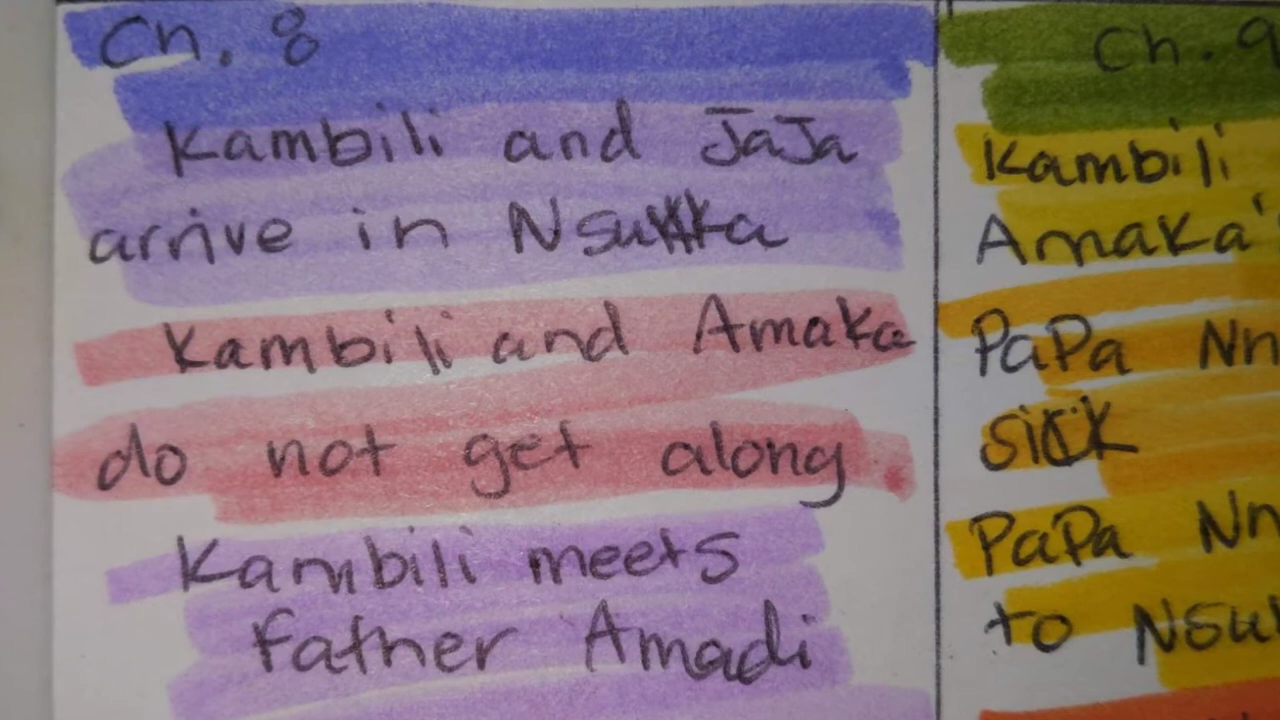 Ch. 8
Kambili and JaJa
arrive in Nsukka
Kambili and Amaka
do not get along
Kambili meets
Father Amadi
Ch. 9
Kambili
Amaka'
PaPa Nn
sick
PaPa Nn
to Nsu